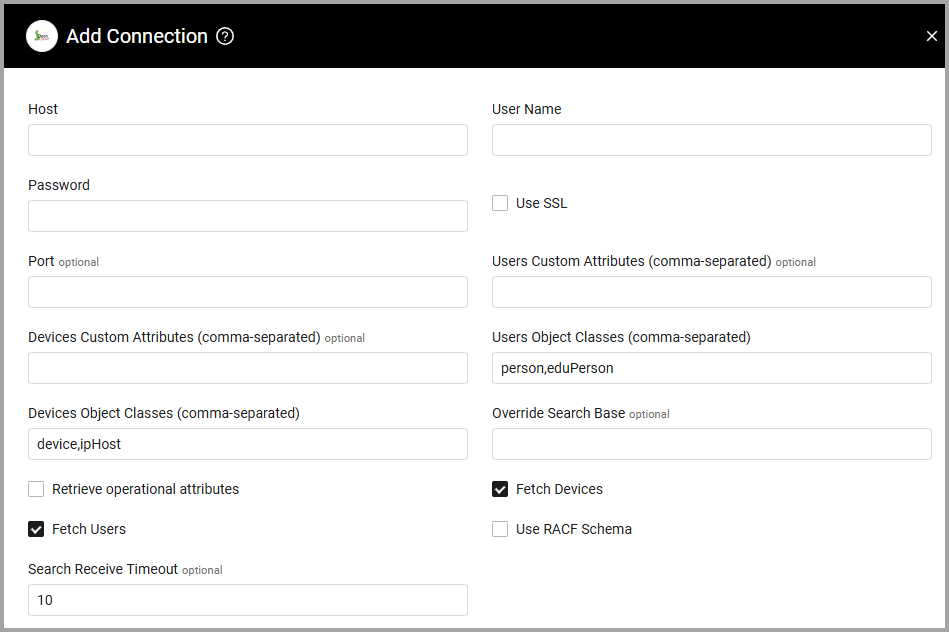 Add Connection ?
Host
User Name
Password
Use SSL
Port optional
Users Custom Attributes (comma-separated) optional
Devices Custom Attributes (comma-separated) optional
Users Object Classes (comma-separated)
person,eduPerson
Devices Object Classes (comma-separated)
Override Search Base optional
device,ipHost
Retrieve operational attributes
Fetch Devices
Fetch Users
Use RACF Schema
Search Receive Timeout optional
10